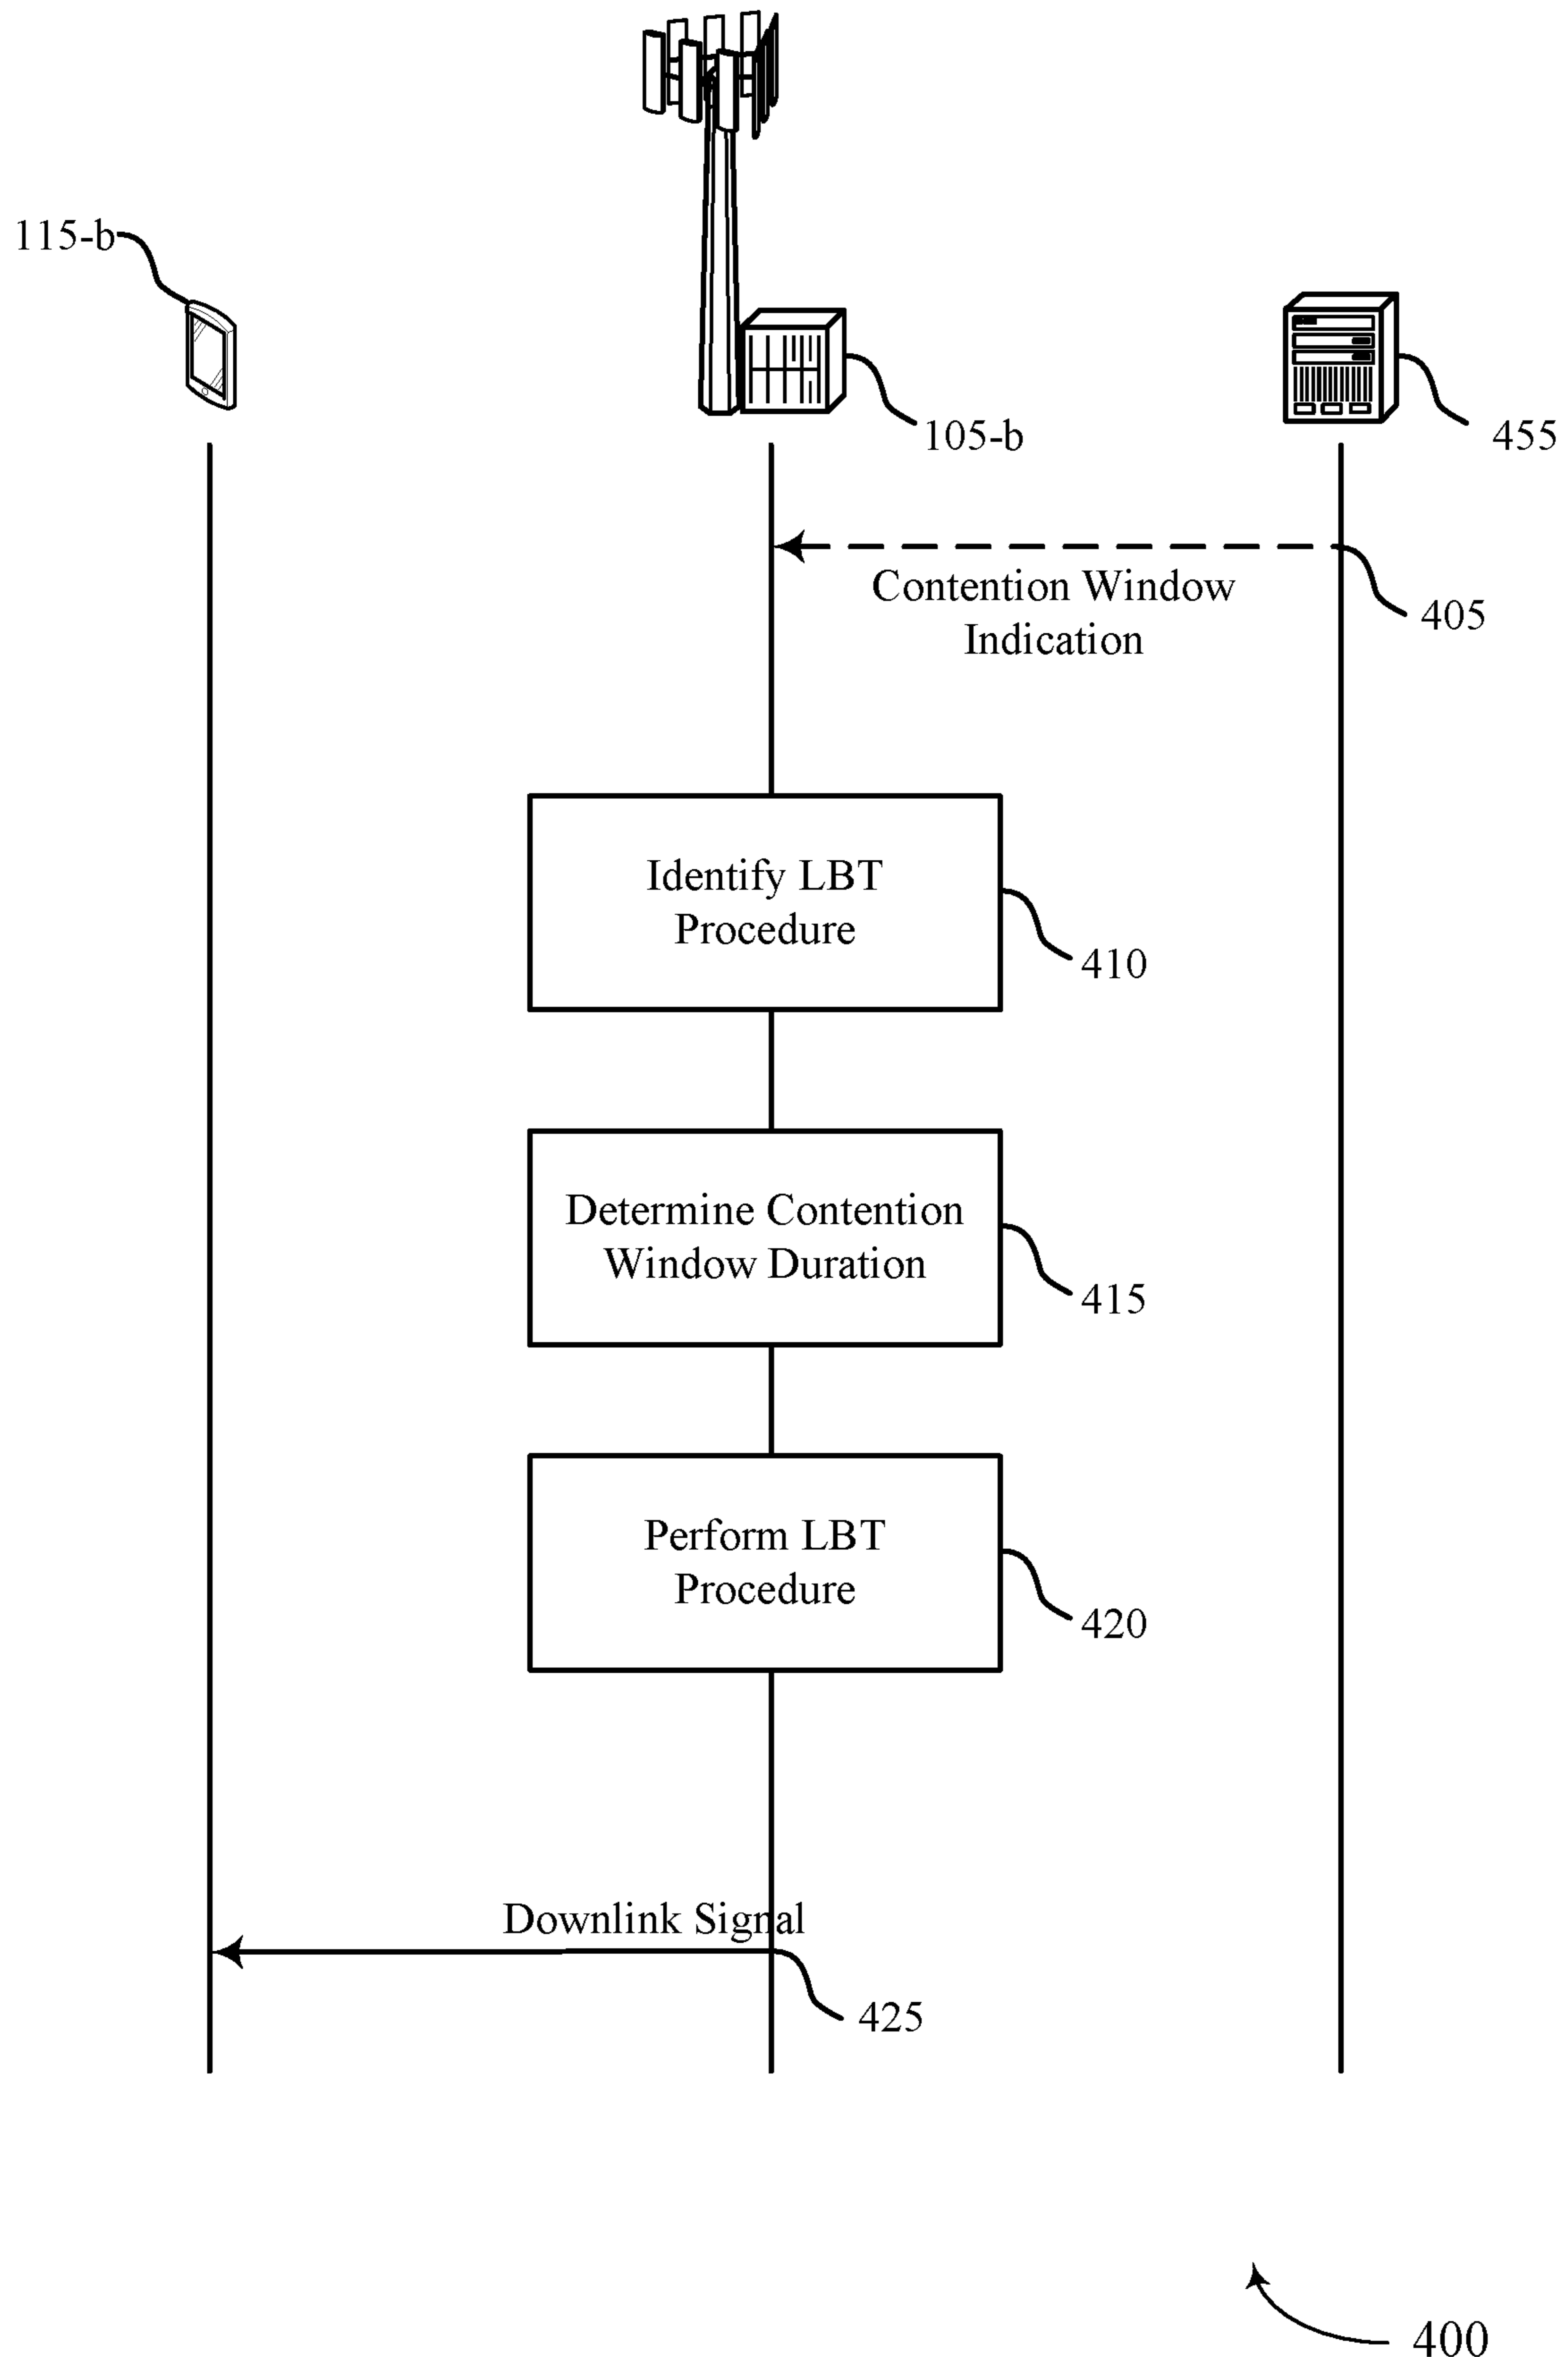 115-b
105-b
455
Contention Window
Indication
405
Identify LBT
Procedure
410
Determine Contention
Window Duration
415
Perform LBT
Procedure
420
Downlink Signal
425
400